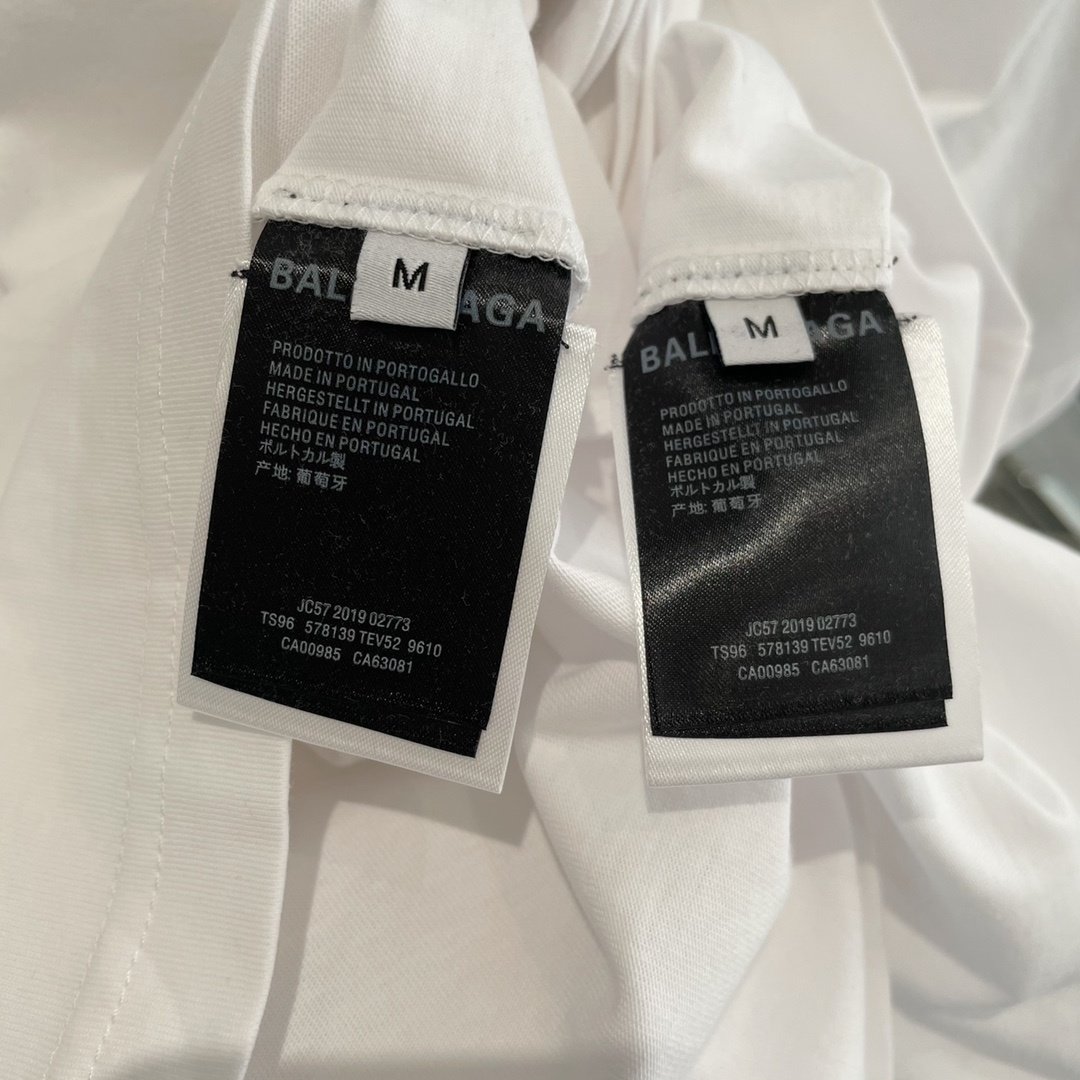 M
BAL AGA
PRODOTTO IN PORTOGALLO
MADE IN PORTUGAL
HERGESTELLT IN PORTUGAL
FABRIQUE EN PORTUGAL
HECHO EN PORTUGAL
ポルトカル製
产地: 葡萄牙
JC57 2019 02773
TS96 578139 TEV52 9610
CA00985 CA63081
M
BAL AGA
PRODOTTO IN PORTOGALLO
MADE IN PORTUGAL
HERGESTELLT IN PORTUGAL
FABRIQUE EN PORTUGAL
HECHO EN PORTUGAL
ポルトカル製
产地: 葡萄牙
JC57 2019 02773
TS96 578139 TEV52 9610
CA00985 CA63081